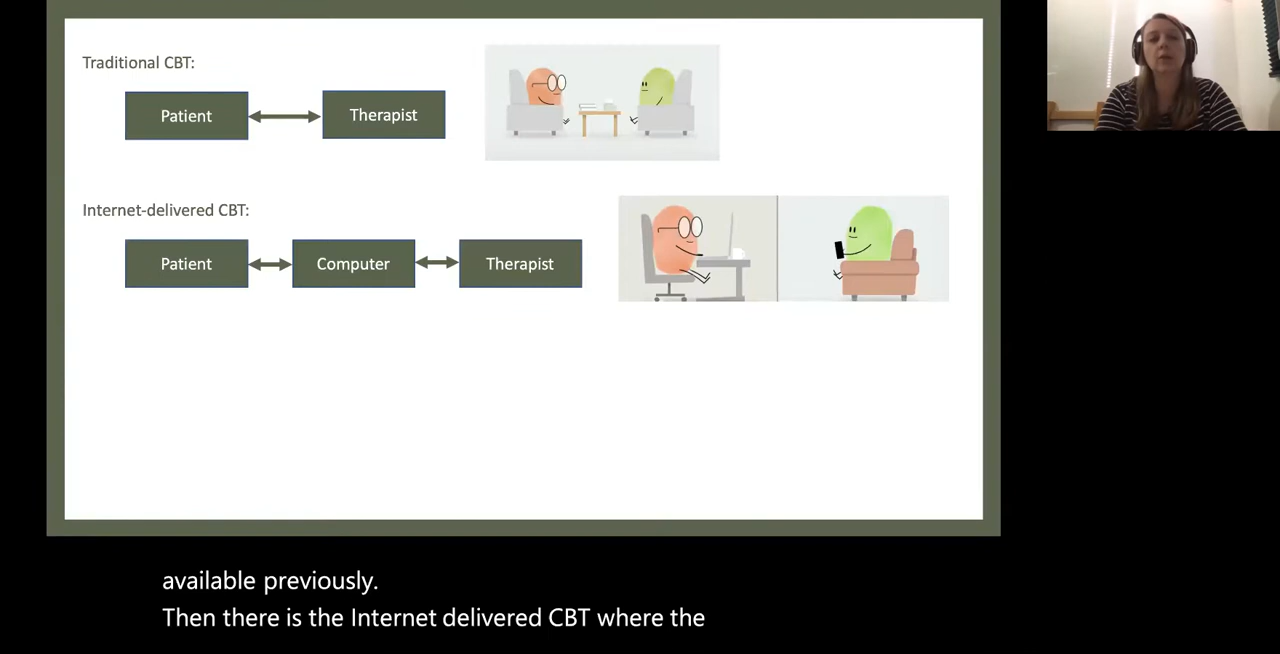 Traditional CBT:
Patient
Therapist
Internet-delivered CBT:
Patient
Computer
Therapist
available previously.
Then there is the Internet delivered CBT where the